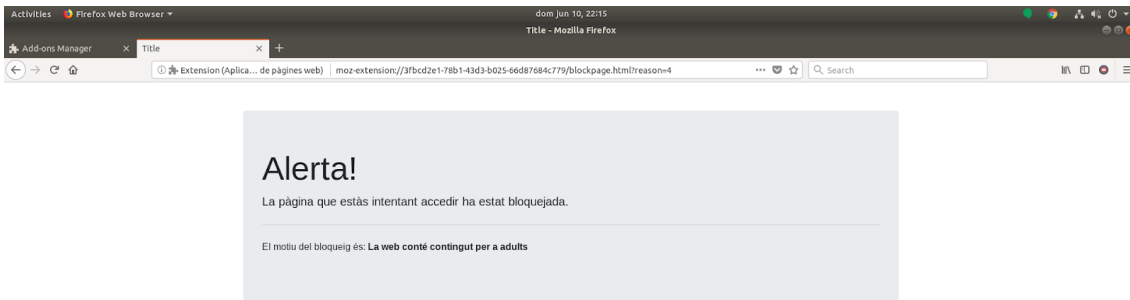 Activities Firefox Web Browser ▾ dom Jun 10, 22:15
Title - Mozilla Firefox
Add-ons Manager × Title × +
Extension (Aplica... de pàgines web) moz-extension://3fbcd2e1-78b1-43d3-b025-66d87684c779/blockpage.html?reason=4 Search
Alerta!
La pàgina que estàs intentant accedir ha estat bloquejada.
El motiu del bloqueig és: La web conté contingut per a adults